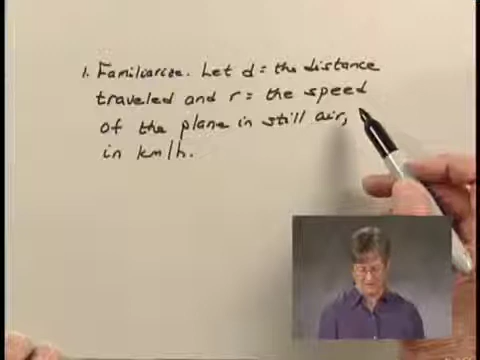 1. Familiarize. Let d = the distance
traveled and r = the speed
of the plane in still air,
in km/h.